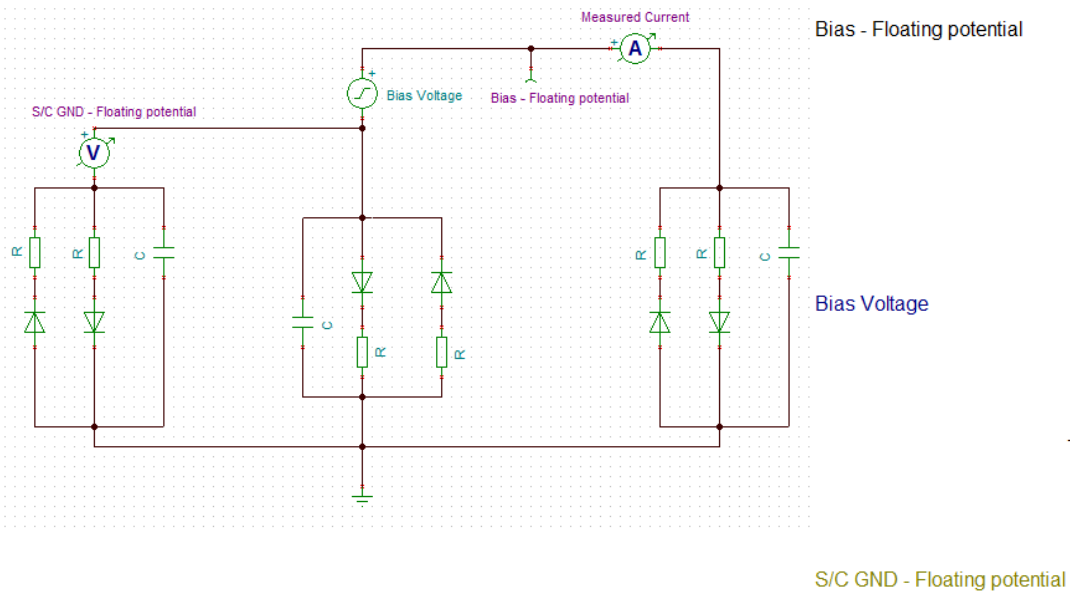 Measured Current
Bias - Floating potential
+
A
+
Bias Voltage
Bias - Floating potential
S/C GND - Floating potential
+
V
R
R
C
R
R
C
Bias Voltage
C
R
R
S/C GND - Floating potential